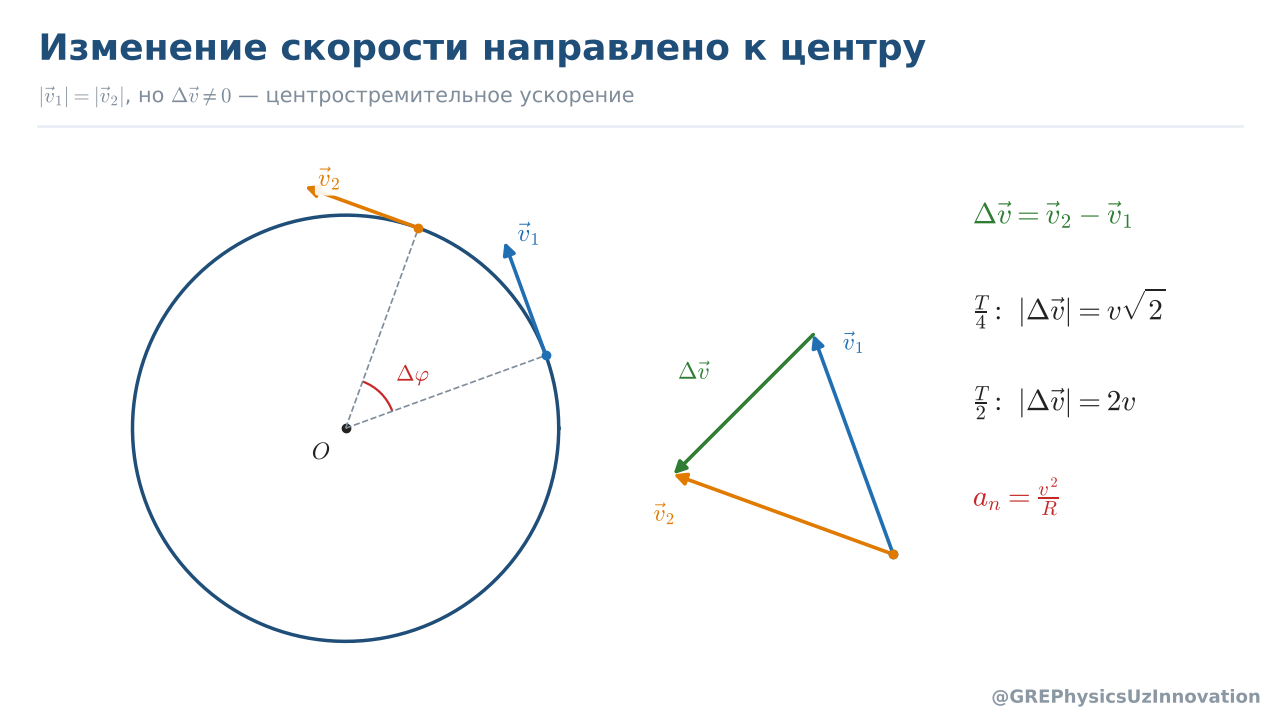 Изменение скорости направлено к центру
|v⃗₁| = |v⃗₂|, но Δv⃗ ≠ 0 — центростремительное ускорение
v⃗₂
v⃗₁
Δφ
O
Δv⃗
v⃗₁
v⃗₂
Δv⃗ = v⃗₂ − v⃗₁
T/4: |Δv⃗| = v√2
T/2: |Δv⃗| = 2v
aₙ = v²/R
@GREPhysicsUzInnovation